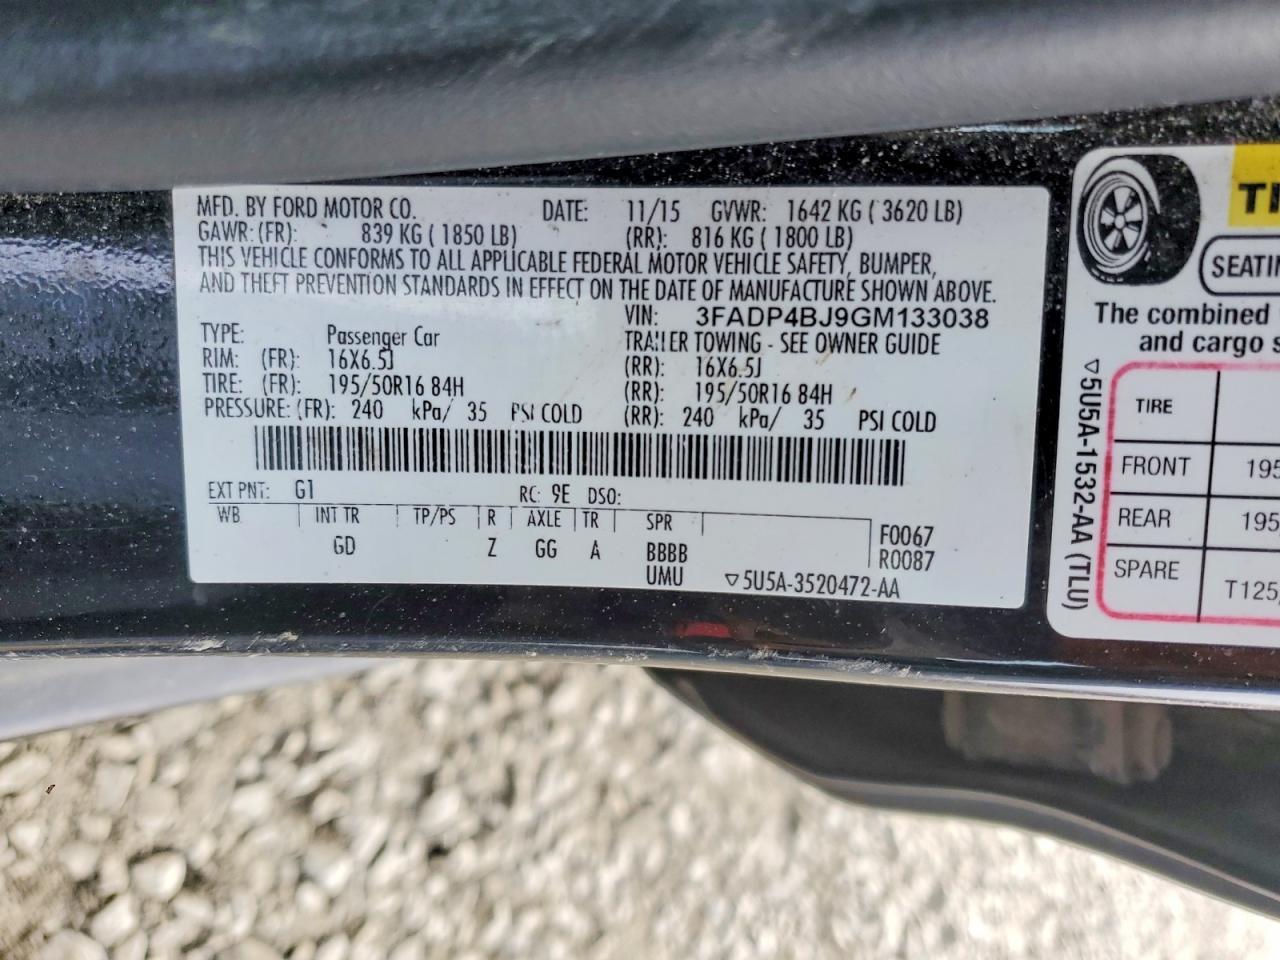 MFD. BY FORD MOTOR CO. DATE: 11/15 GVWR: 1642 KG ( 3620 LB)
GAWR: (FR): 839 KG ( 1850 LB) (RR): 816 KG ( 1800 LB)
THIS VEHICLE CONFORMS TO ALL APPLICABLE FEDERAL MOTOR VEHICLE SAFETY, BUMPER,
AND THEFT PREVENTION STANDARDS IN EFFECT ON THE DATE OF MANUFACTURE SHOWN ABOVE.
VIN: 3FADP4BJ9GM133038
TYPE: Passenger Car TRAILER TOWING - SEE OWNER GUIDE
RIM: (FR): 16X6.5J (RR): 16X6.5J
TIRE: (FR): 195/50R16 84H (RR): 195/50R16 84H
PRESSURE: (FR): 240 kPa/ 35 PSI COLD (RR): 240 kPa/ 35 PSI COLD
EXT PNT: G1 RC: 9E DSO:
WB INT TR TP/PS R AXLE TR SPR F0067
GD Z GG A BBBB R0087
UMU ▽5U5A-3520472-AA
TI
SEATIN
The combined
and cargo s
▽5U5A-1532-AA (TLU)
TIRE
FRONT 195
REAR 195
SPARE T125